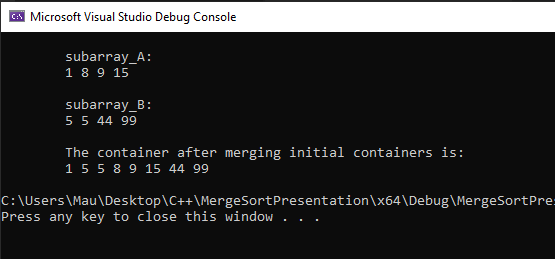 Microsoft Visual Studio Debug Console
subarray_A:
1 8 9 15
subarray_B:
5 5 44 99
The container after merging initial containers is:
1 5 5 8 9 15 44 99
C:\Users\Mau\Desktop\C++\MergeSortPresentation\x64\Debug\MergeSortPres
Press any key to close this window . . .